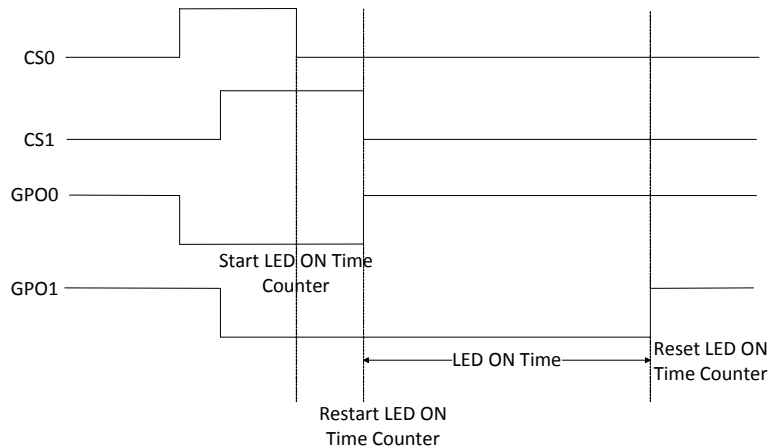 CS0
CS1
GPO0
Start LED ON Time
Counter
GPO1
LED ON Time
Reset LED ON
Time Counter
Restart LED ON
Time Counter